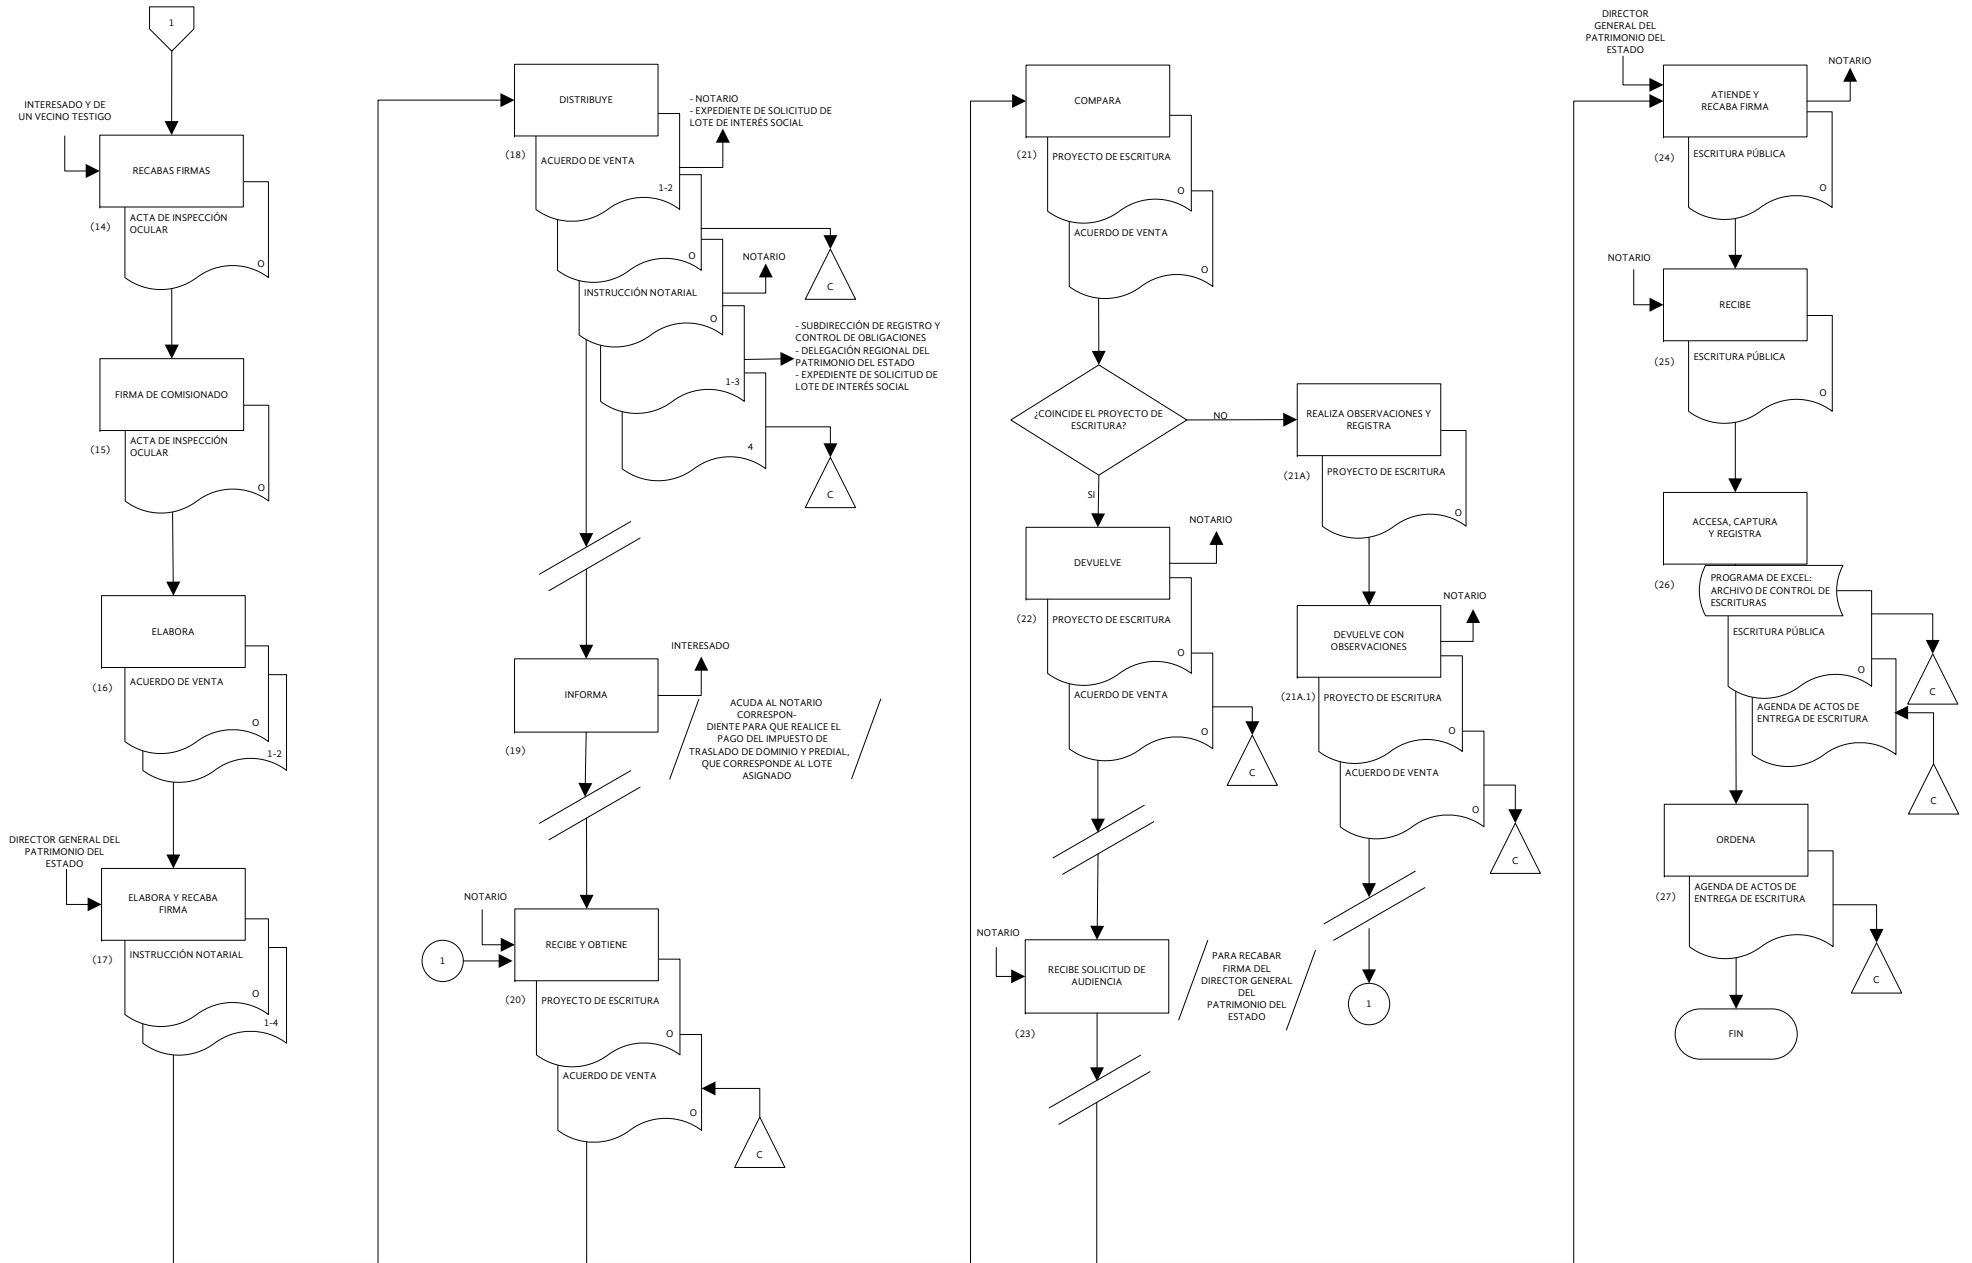 1
INTERESADO Y DE
UN VECINO TESTIGO
RECABAS FIRMAS
(14)
ACTA DE INSPECCIÓN
OCULAR
O
FIRMA DE COMISIONADO
(15)
ACTA DE INSPECCIÓN
OCULAR
O
ELABORA
(16)
ACUERDO DE VENTA
O
1-2
DIRECTOR GENERAL DEL
PATRIMONIO DEL
ESTADO
ELABORA Y RECABA
FIRMA
(17)
INSTRUCCIÓN NOTARIAL
O
1-4
DISTRIBUYE
- NOTARIO
- EXPEDIENTE DE SOLICITUD DE
LOTE DE INTERÉS SOCIAL
(18)
ACUERDO DE VENTA
1-2
O
C
NOTARIO
INSTRUCCIÓN NOTARIAL
O
- SUBDIRECCIÓN DE REGISTRO Y
CONTROL DE OBLIGACIONES
- DELEGACIÓN REGIONAL DEL
PATRIMONIO DEL ESTADO
- EXPEDIENTE DE SOLICITUD DE
LOTE DE INTERÉS SOCIAL
1-3
4
C
INTERESADO
INFORMA
(19)
ACUDA AL NOTARIO
CORRESPON-
DIENTE PARA QUE REALICE EL
PAGO DEL IMPUESTO DE
TRASLADO DE DOMINIO Y PREDIAL,
QUE CORRESPONDE AL LOTE
ASIGNADO
NOTARIO
1
RECIBE Y OBTIENE
(20)
PROYECTO DE ESCRITURA
O
ACUERDO DE VENTA
O
C
COMPARA
(21)
PROYECTO DE ESCRITURA
O
ACUERDO DE VENTA
O
¿COINCIDE EL PROYECTO DE
ESCRITURA?
NO
SI
REALIZA OBSERVACIONES Y
REGISTRA
(21A)
PROYECTO DE ESCRITURA
O
NOTARIO
DEVUELVE
(22)
PROYECTO DE ESCRITURA
O
ACUERDO DE VENTA
O
C
NOTARIO
DEVUELVE CON
OBSERVACIONES
(21A.1)
PROYECTO DE ESCRITURA
O
ACUERDO DE VENTA
O
C
1
NOTARIO
RECIBE SOLICITUD DE
AUDIENCIA
(23)
PARA RECABAR
FIRMA DEL
DIRECTOR GENERAL
DEL
PATRIMONIO DEL
ESTADO
DIRECTOR
GENERAL DEL
PATRIMONIO DEL
ESTADO
NOTARIO
ATIENDE Y
RECABA FIRMA
(24)
ESCRITURA PÚBLICA
O
NOTARIO
RECIBE
(25)
ESCRITURA PÚBLICA
O
ACCESA, CAPTURA
Y REGISTRA
(26)
PROGRAMA DE EXCEL:
ARCHIVO DE CONTROL DE
ESCRITURAS
ESCRITURA PÚBLICA
O
C
AGENDA DE ACTOS DE
ENTREGA DE ESCRITURA
C
ORDENA
(27)
AGENDA DE ACTOS DE
ENTREGA DE ESCRITURA
C
FIN